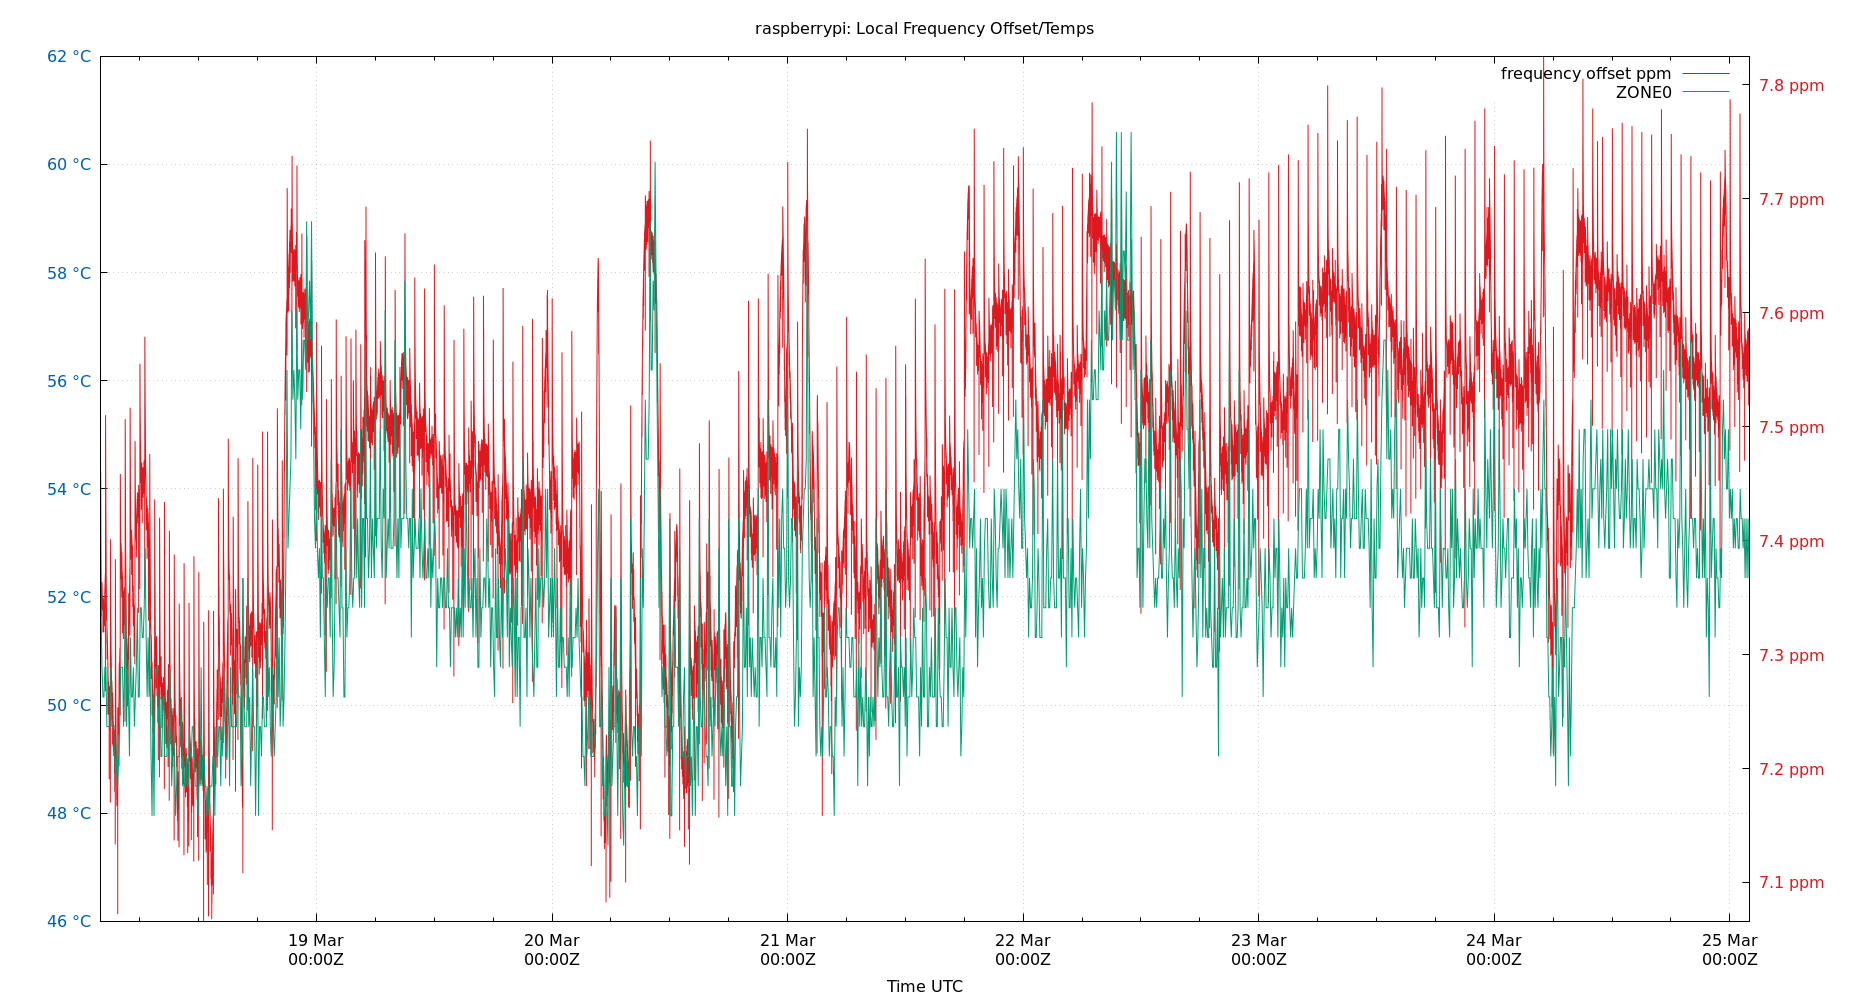 raspberrypi: Local Frequency Offset/Temps
frequency offset ppm
ZONE0
62 °C
60 °C
58 °C
56 °C
54 °C
52 °C
50 °C
48 °C
46 °C
7.8 ppm
7.7 ppm
7.6 ppm
7.5 ppm
7.4 ppm
7.3 ppm
7.2 ppm
7.1 ppm
19 Mar
00:00Z
20 Mar
00:00Z
21 Mar
00:00Z
22 Mar
00:00Z
23 Mar
00:00Z
24 Mar
00:00Z
25 Mar
00:00Z
Time UTC